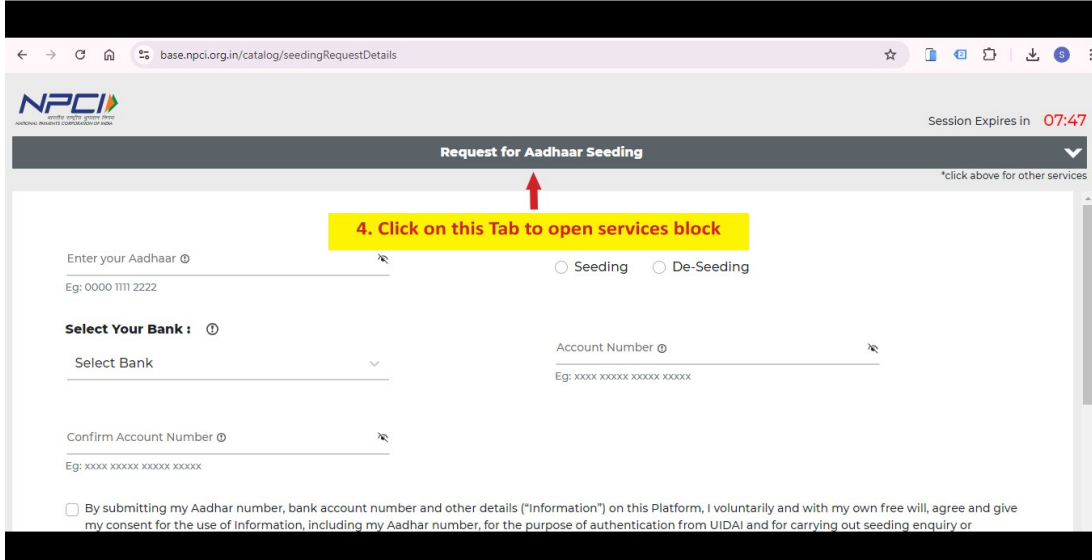 base.npci.org.in/catalog/seedingRequestDetails
S
NPCI
NATIONAL PAYMENTS CORPORATION OF INDIA
Session Expires in 07:47
Request for Aadhaar Seeding
*click above for other services
4. Click on this Tab to open services block
Enter your Aadhaar
Seeding De-Seeding
Eg: 0000 1111 2222
Select Your Bank :
Select Bank
Account Number
Eg: xxxx xxxxx xxxxx xxxxx
Confirm Account Number
Eg: xxxx xxxxx xxxxx xxxxx
By submitting my Aadhar number, bank account number and other details (“Information”) on this Platform, I voluntarily and with my own free will, agree and give
my consent for the use of Information, including my Aadhar number, for the purpose of authentication from UIDAI and for carrying out seeding enquiry or